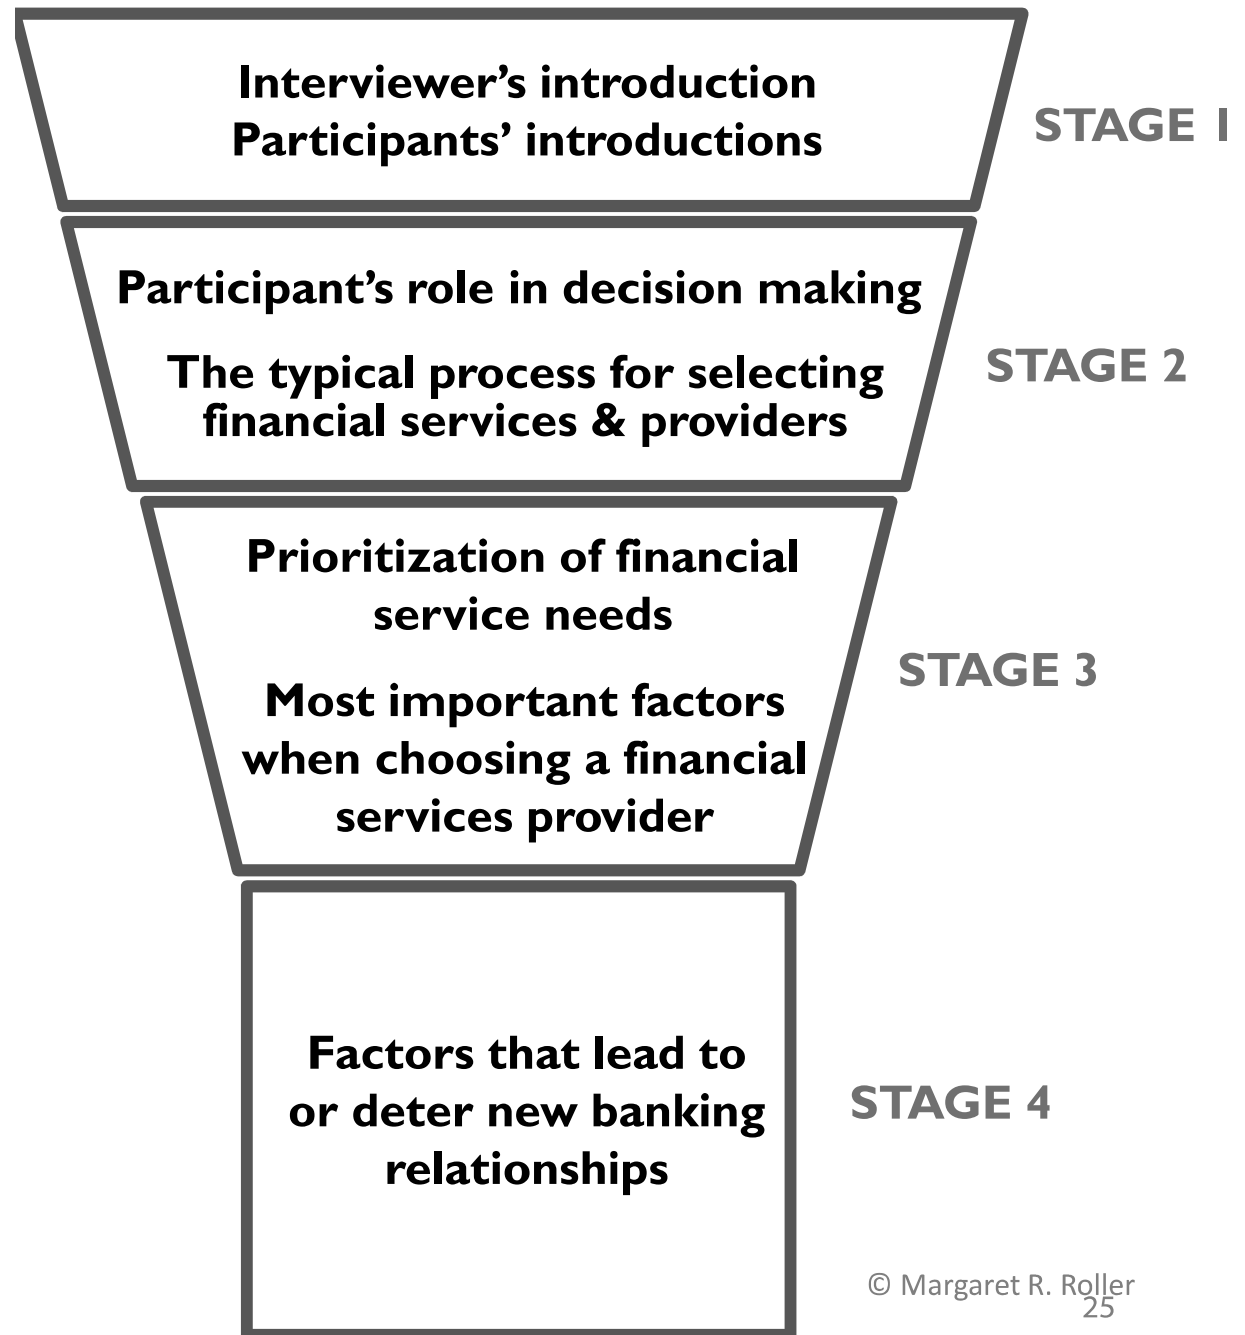 Interviewer’s introduction
Participants’ introductions
STAGE 1
Participant’s role in decision making
The typical process for selecting
financial services & providers
STAGE 2
Prioritization of financial
service needs
Most important factors
when choosing a financial
services provider
STAGE 3
Factors that lead to
or deter new banking
relationships
STAGE 4
© Margaret R. Roller
25